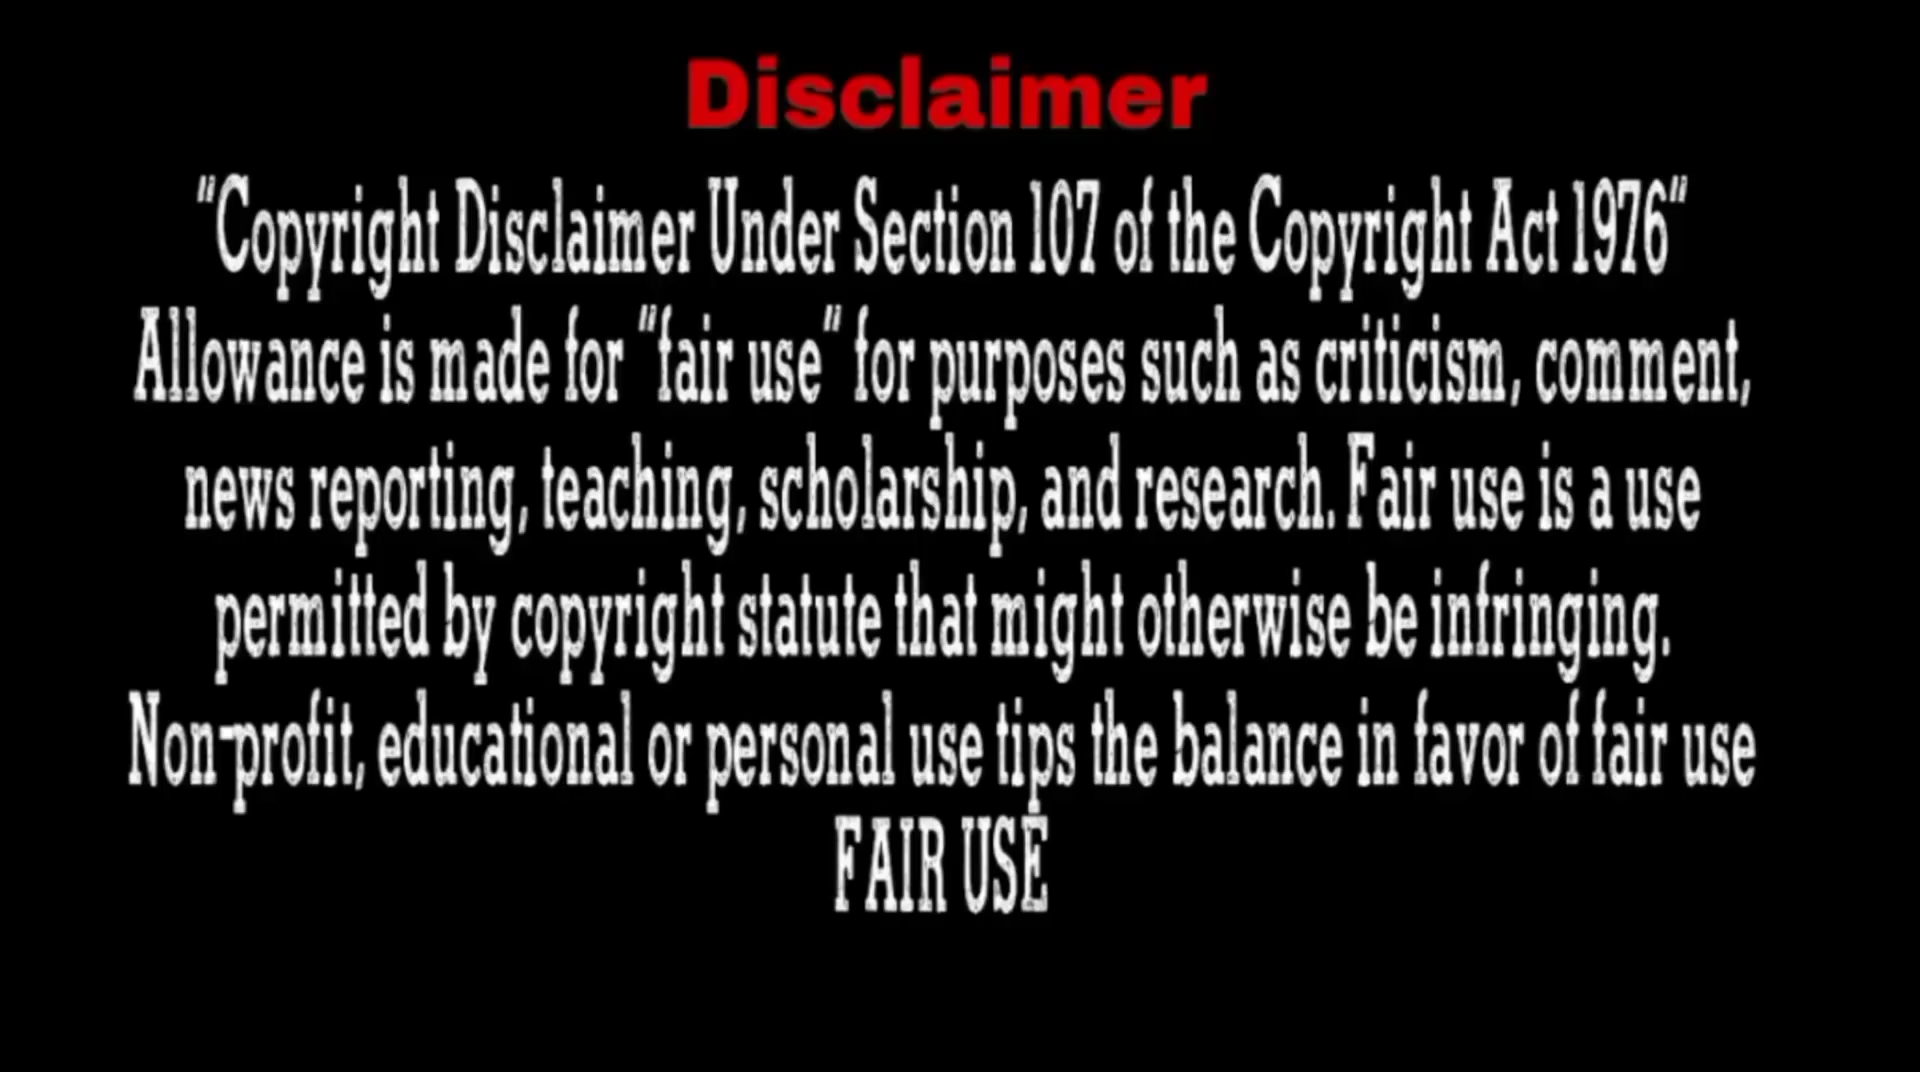 Disclaimer
"Copyright Disclaimer Under Section 107 of the Copyright Act 1976"
Allowance is made for "fair use" for purposes such as criticism, comment,
news reporting, teaching, scholarship, and research. Fair use is a use
permitted by copyright statute that might otherwise be infringing.
Non-profit, educational or personal use tips the balance in favor of fair use
FAIR USE